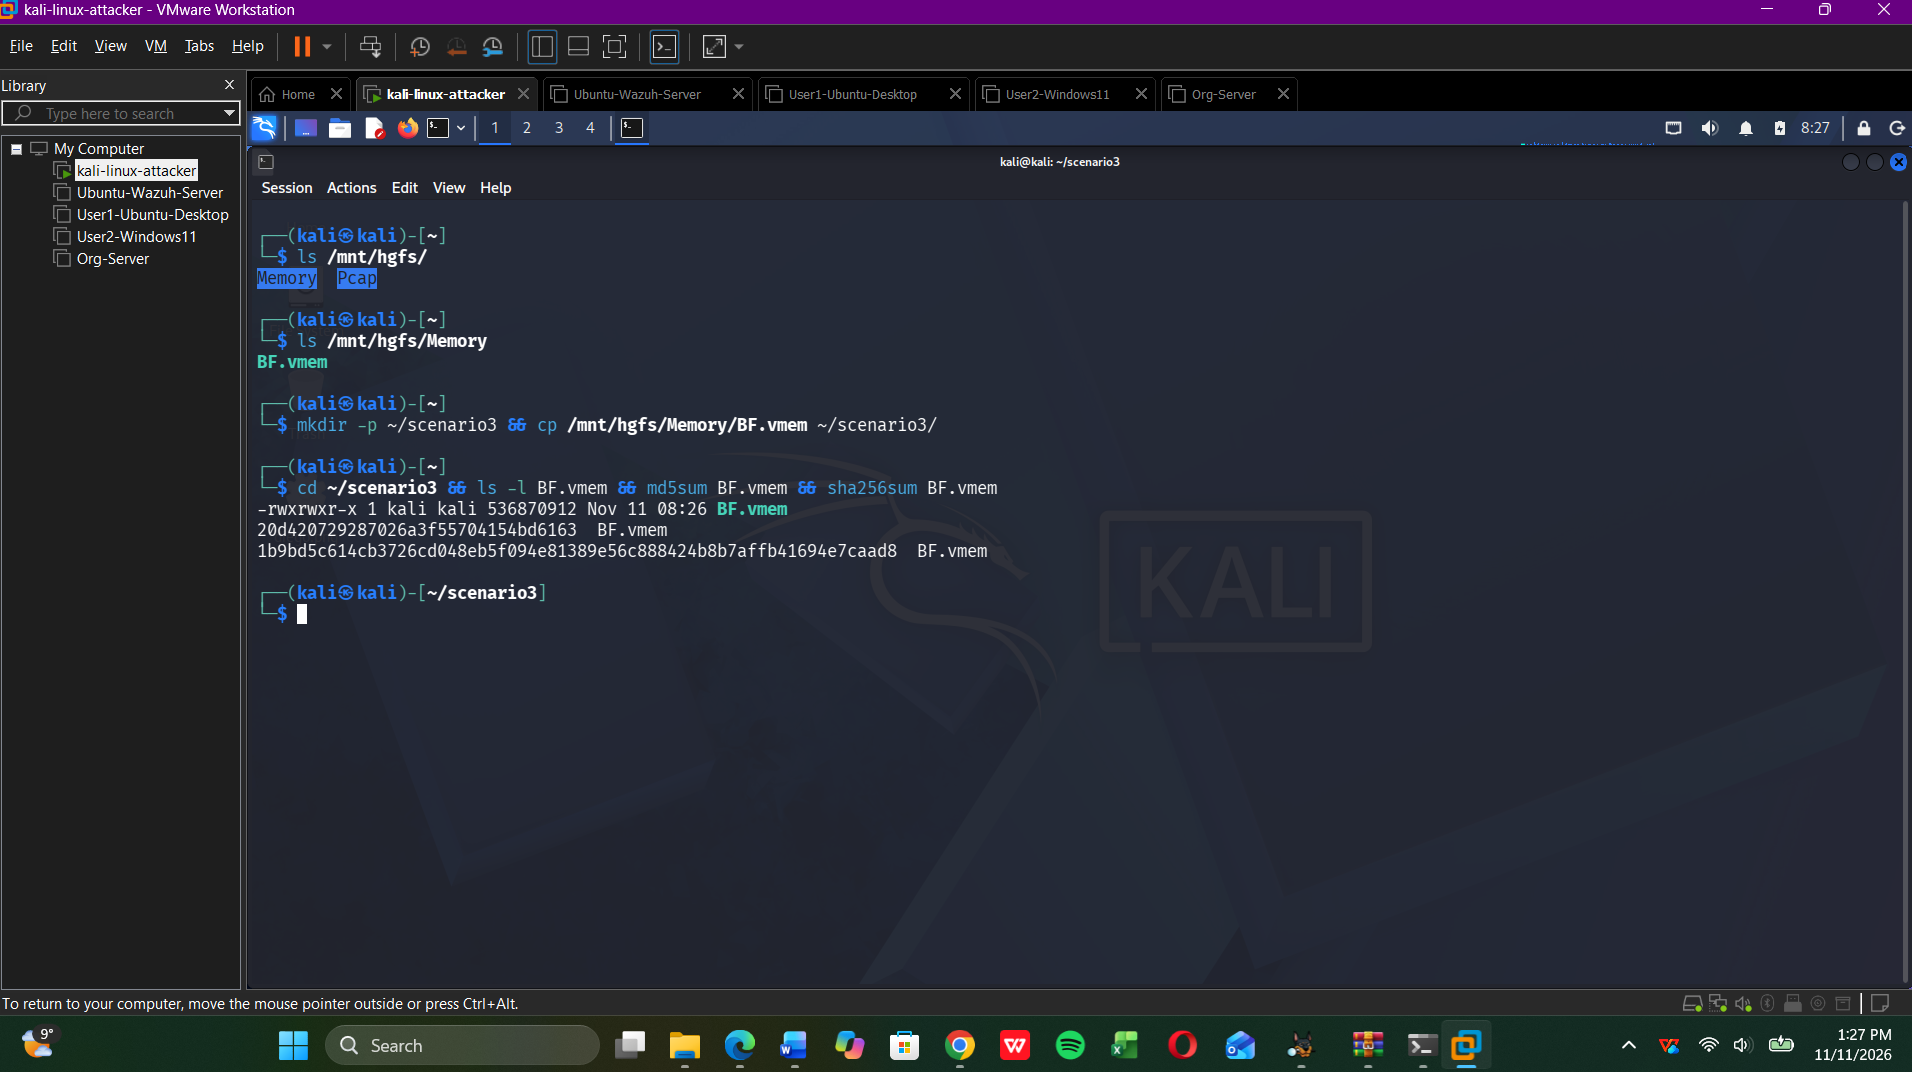 kali-linux-attacker - VMware Workstation
File Edit View VM Tabs Help
Library
Type here to search
My Computer
kali-linux-attacker
Ubuntu-Wazuh-Server
User1-Ubuntu-Desktop
User2-Windows11
Org-Server
Home kali-linux-attacker Ubuntu-Wazuh-Server User1-Ubuntu-Desktop User2-Windows11 Org-Server
1 2 3 4 8:27
kali@kali: ~/scenario3
Session Actions Edit View Help
┌──(kali㉿kali)-[~]
└─$ ls /mnt/hgfs/
Memory Pcap
┌──(kali㉿kali)-[~]
└─$ ls /mnt/hgfs/Memory
BF.vmem
┌──(kali㉿kali)-[~]
└─$ mkdir -p ~/scenario3 && cp /mnt/hgfs/Memory/BF.vmem ~/scenario3/
┌──(kali㉿kali)-[~]
└─$ cd ~/scenario3 && ls -l BF.vmem && md5sum BF.vmem && sha256sum BF.vmem
-rwxrwxr-x 1 kali kali 536870912 Nov 11 08:26 BF.vmem
20d420729287026a3f55704154bd6163  BF.vmem
1b9bd5c614cb3726cd048eb5f094e81389e56c888424b8b7affb41694e7caad8  BF.vmem
┌──(kali㉿kali)-[~/scenario3]
└─$
KALI
To return to your computer, move the mouse pointer outside or press Ctrl+Alt.
9°
Search
1:27 PM
11/11/2026